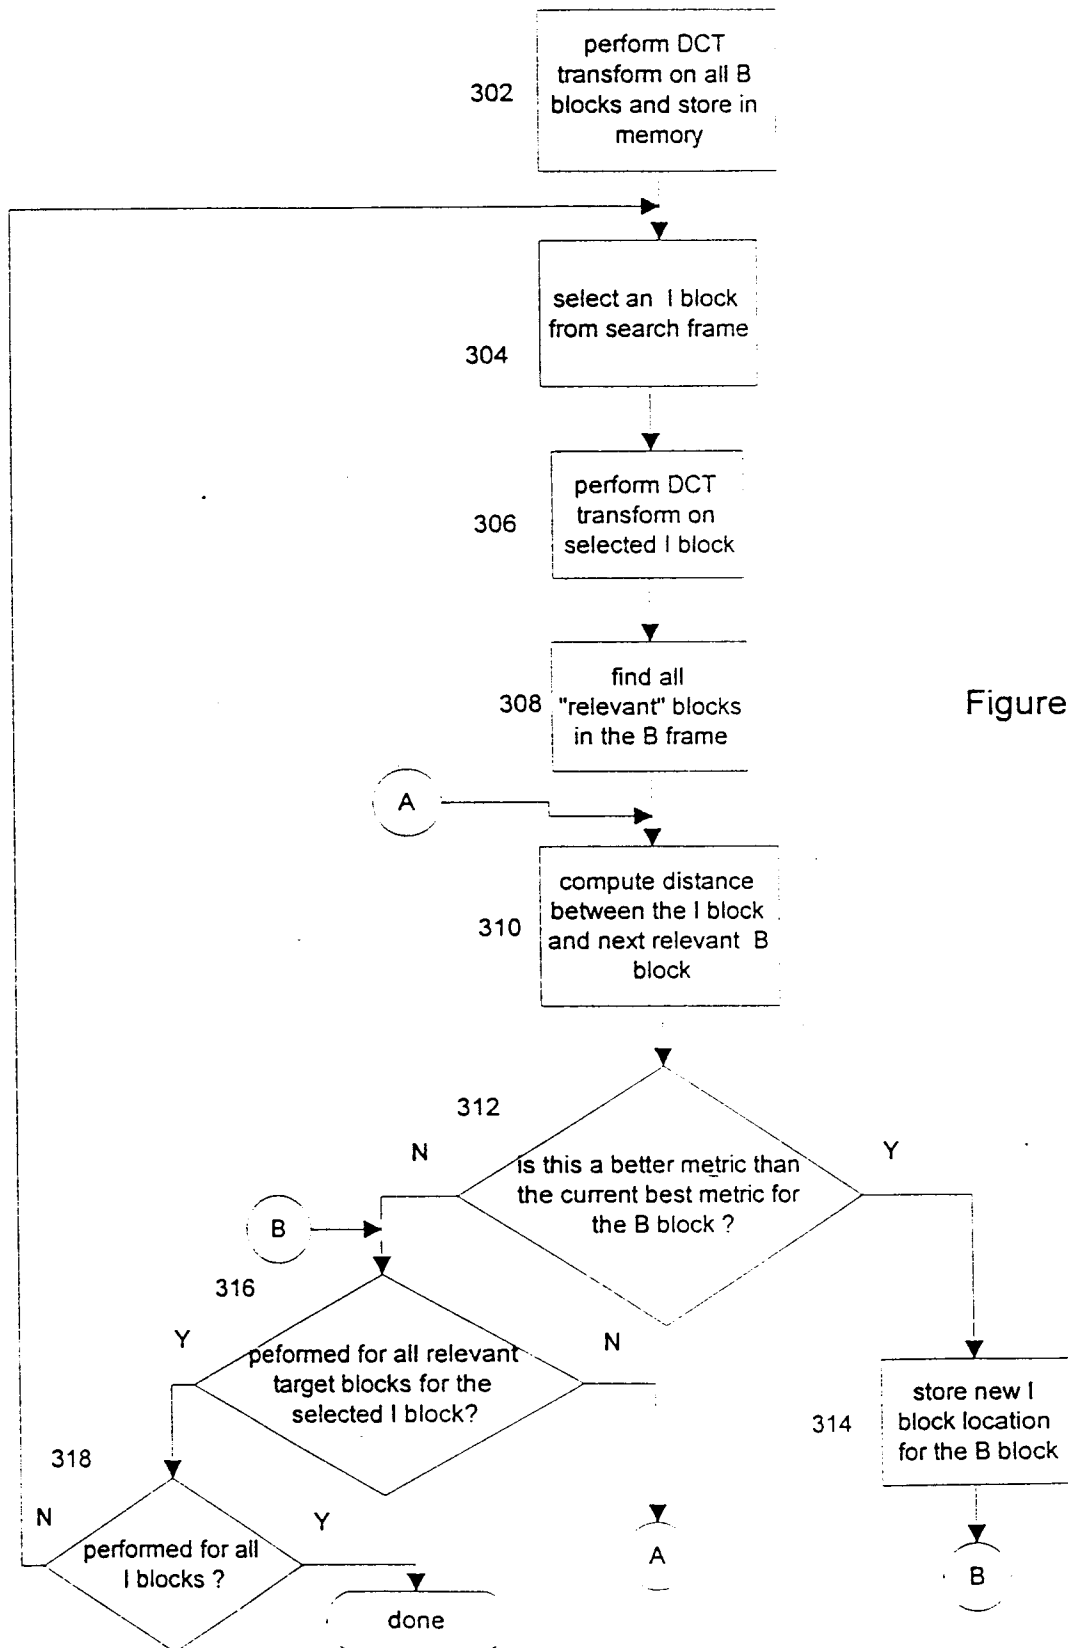 perform DCT
transform on all B
blocks and store in
memory
302
select an I block
from search frame
304
perform DCT
transform on
selected I block
306
find all
"relevant" blocks
in the B frame
308
Figure
A
compute distance
between the I block
and next relevant B
block
310
312
N
Y
is this a better metric than
the current best metric for
the B block ?
B
316
Y
N
peformed for all relevant
target blocks for the
selected I block?
store new I
block location
for the B block
314
318
N
Y
performed for all
I blocks ?
A
B
done